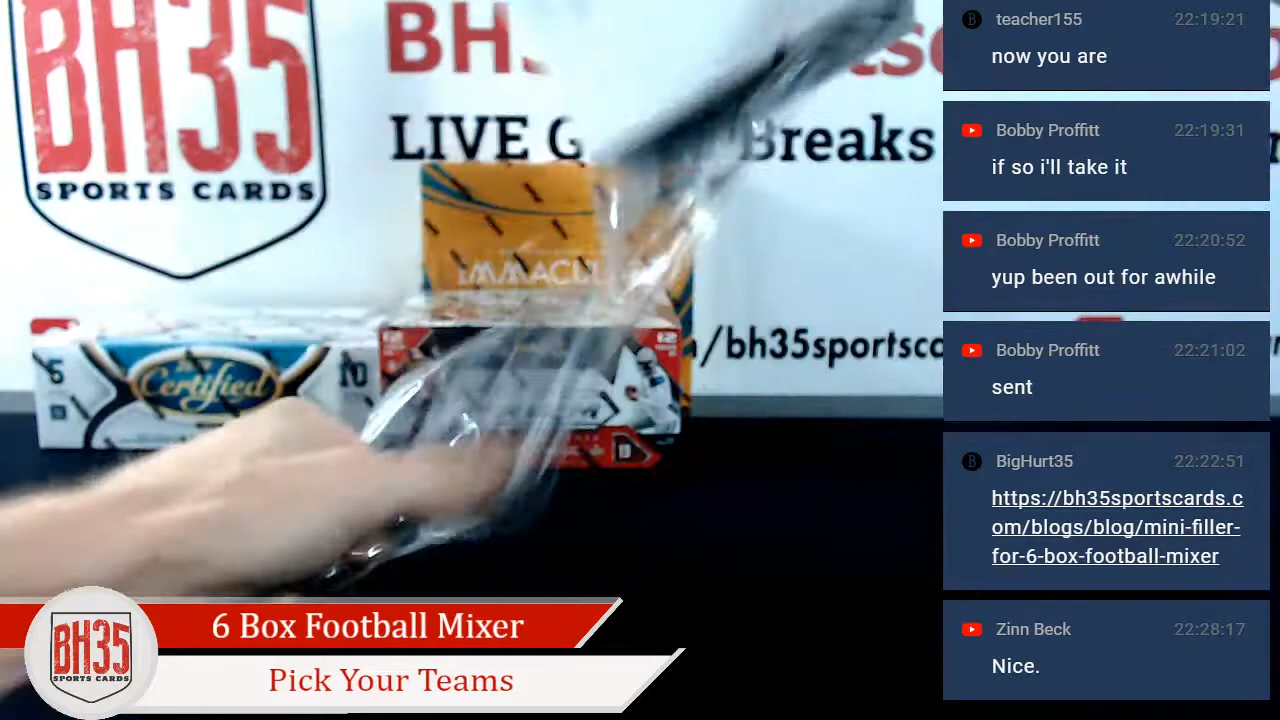 BH35
SPORTS CARDS
LIVE G Breaks
IMMACUL
/bh35sportsc
5
Certified
10
6 Box Football Mixer
Pick Your Teams
BH35
SPORTS CARDS
teacher155 22:19:21
now you are
Bobby Proffitt 22:19:31
if so i'll take it
Bobby Proffitt 22:20:52
yup been out for awhile
Bobby Proffitt 22:21:02
sent
BigHurt35 22:22:51
https://bh35sportscards.c
om/blogs/blog/mini-filler-
for-6-box-football-mixer
Zinn Beck 22:28:17
Nice.